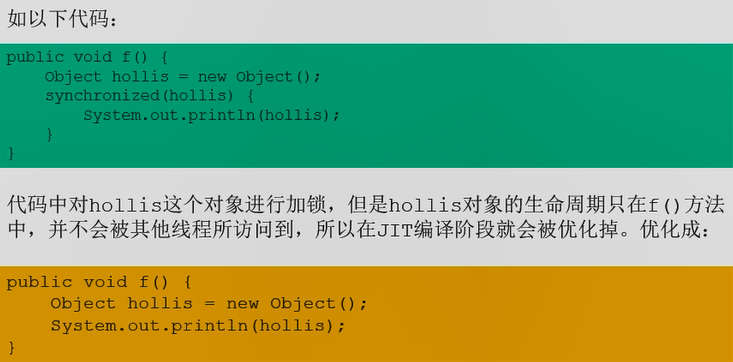 如以下代码：
public void f() {
    Object hollis = new Object();
    synchronized(hollis) {
        System.out.println(hollis);
    }
}
代码中对hollis这个对象进行加锁，但是hollis对象的生命周期只在f()方法
中，并不会被其他线程所访问到，所以在JIT编译阶段就会被优化掉。优化成：
public void f() {
    Object hollis = new Object();
    System.out.println(hollis);
}